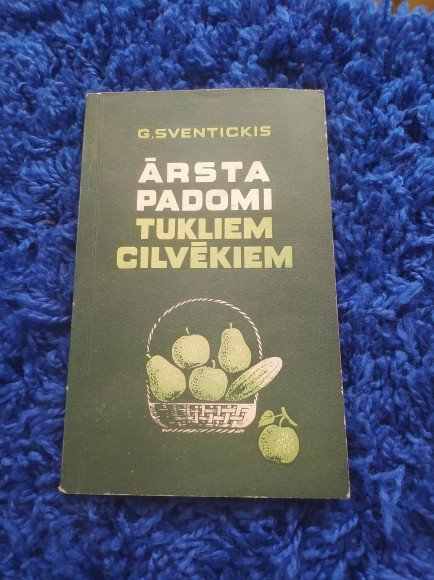 G.SVENTICKIS
ĀRSTA
PADOMI
TUKLIEM
CILVĒKIEM